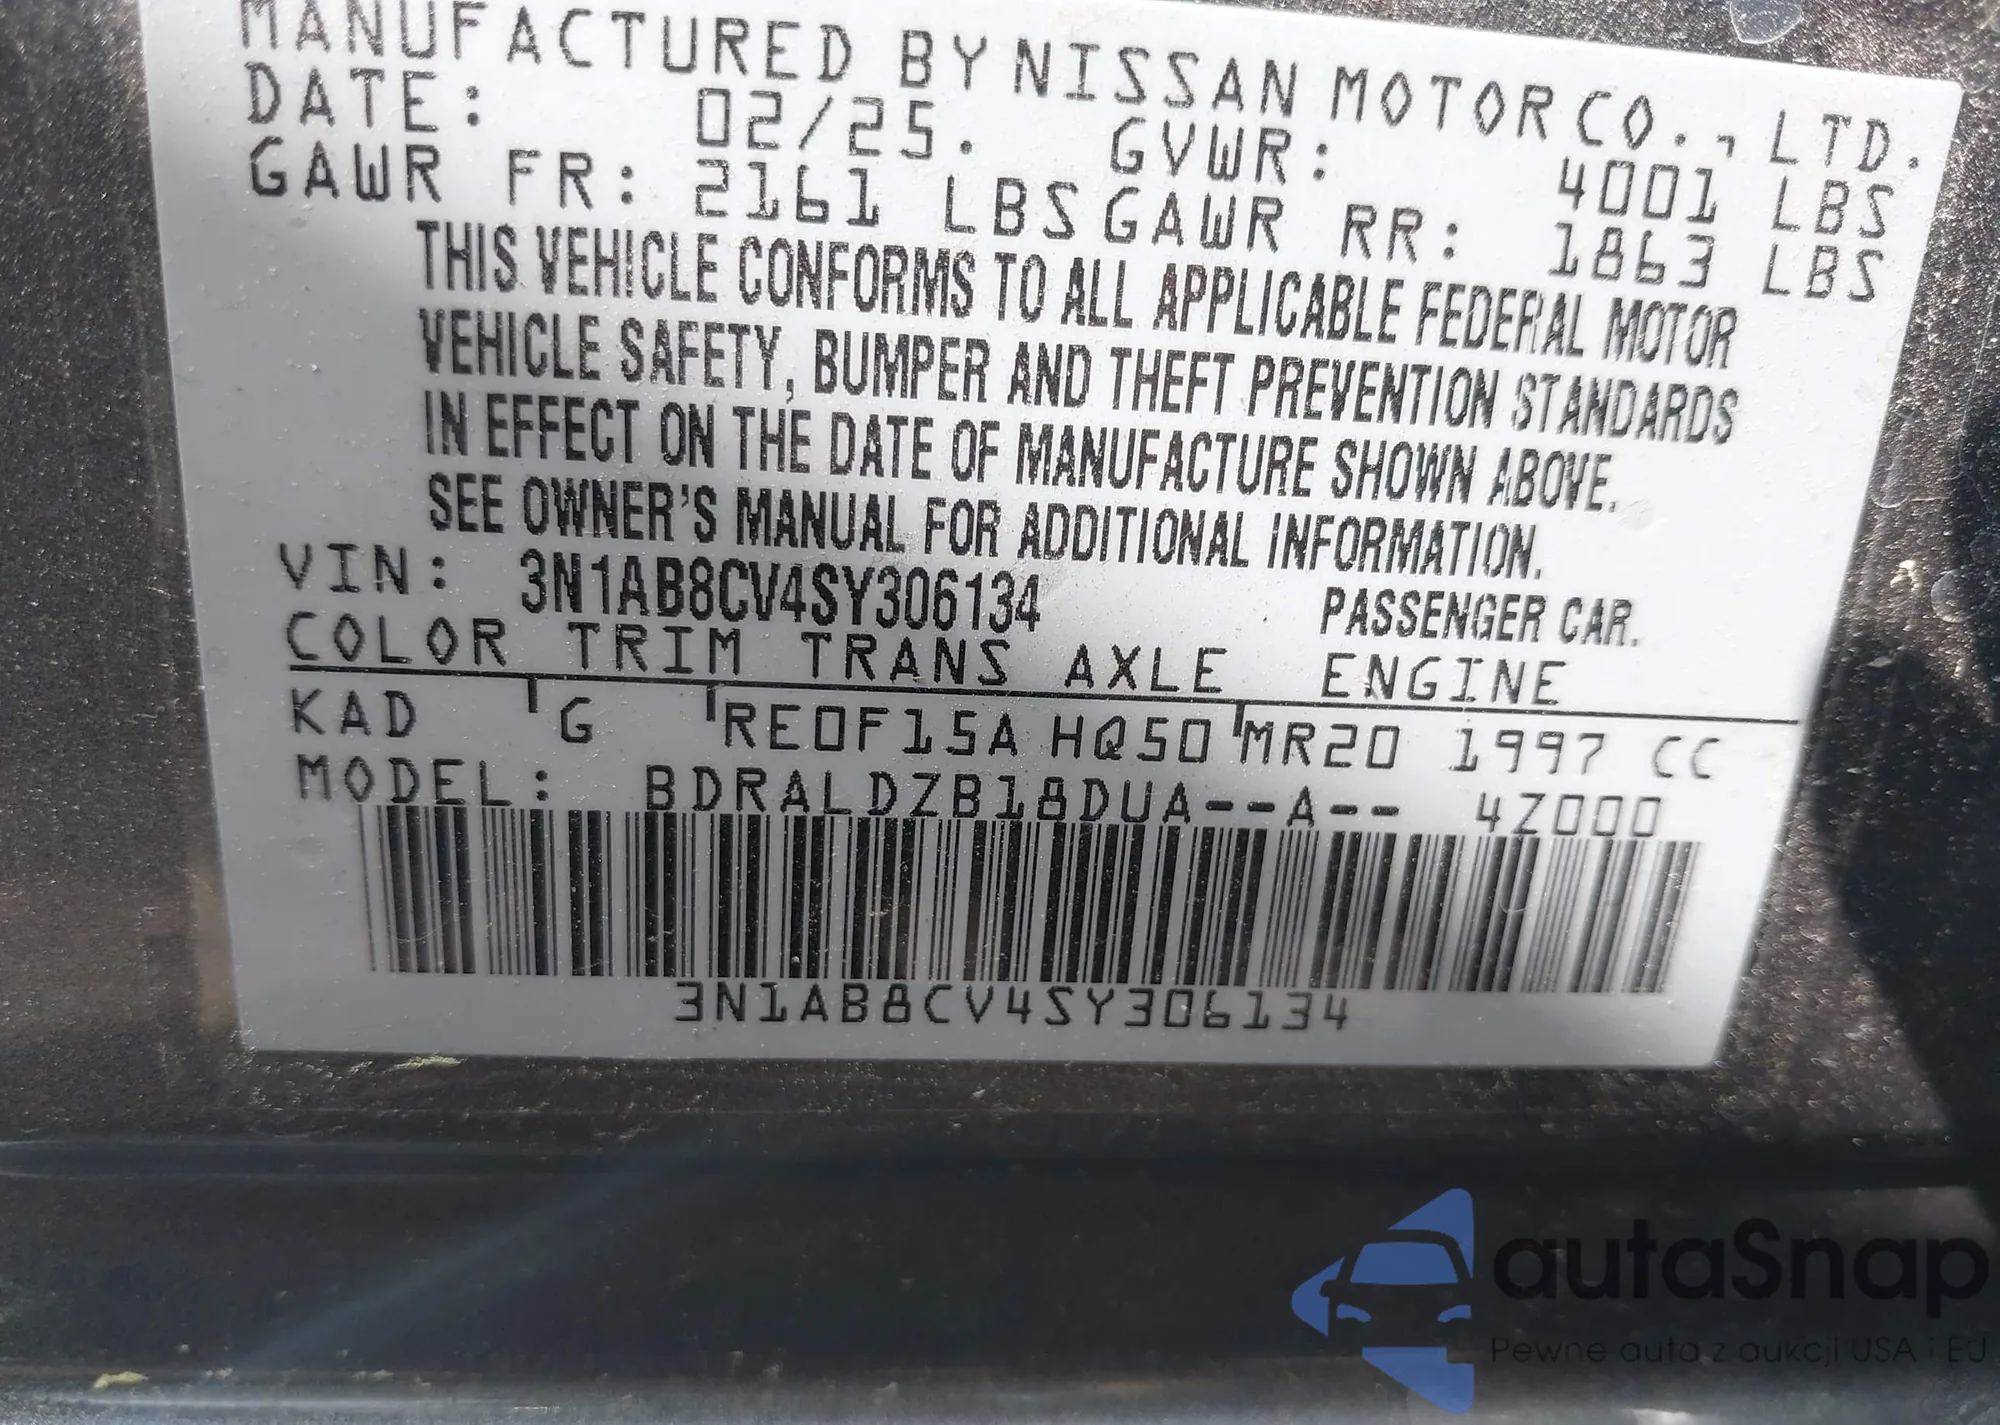 MANUFACTURED BY NISSAN MOTOR CO., LTD.
DATE: 02/25. GVWR: 4001 LBS
GAWR FR: 2161 LBS GAWR RR: 1863 LBS
THIS VEHICLE CONFORMS TO ALL APPLICABLE FEDERAL MOTOR
VEHICLE SAFETY, BUMPER AND THEFT PREVENTION STANDARDS
IN EFFECT ON THE DATE OF MANUFACTURE SHOWN ABOVE.
SEE OWNER'S MANUAL FOR ADDITIONAL INFORMATION.
VIN: 3N1AB8CV4SY306134 PASSENGER CAR.
COLOR TRIM TRANS AXLE ENGINE
KAD G RE0F15A HQ50 MR20 1997 CC
MODEL: BDRALDZB18DUA--A-- 4Z000
3N1AB8CV4SY306134
autaSnap
Pewne auta z aukcji USA i EU